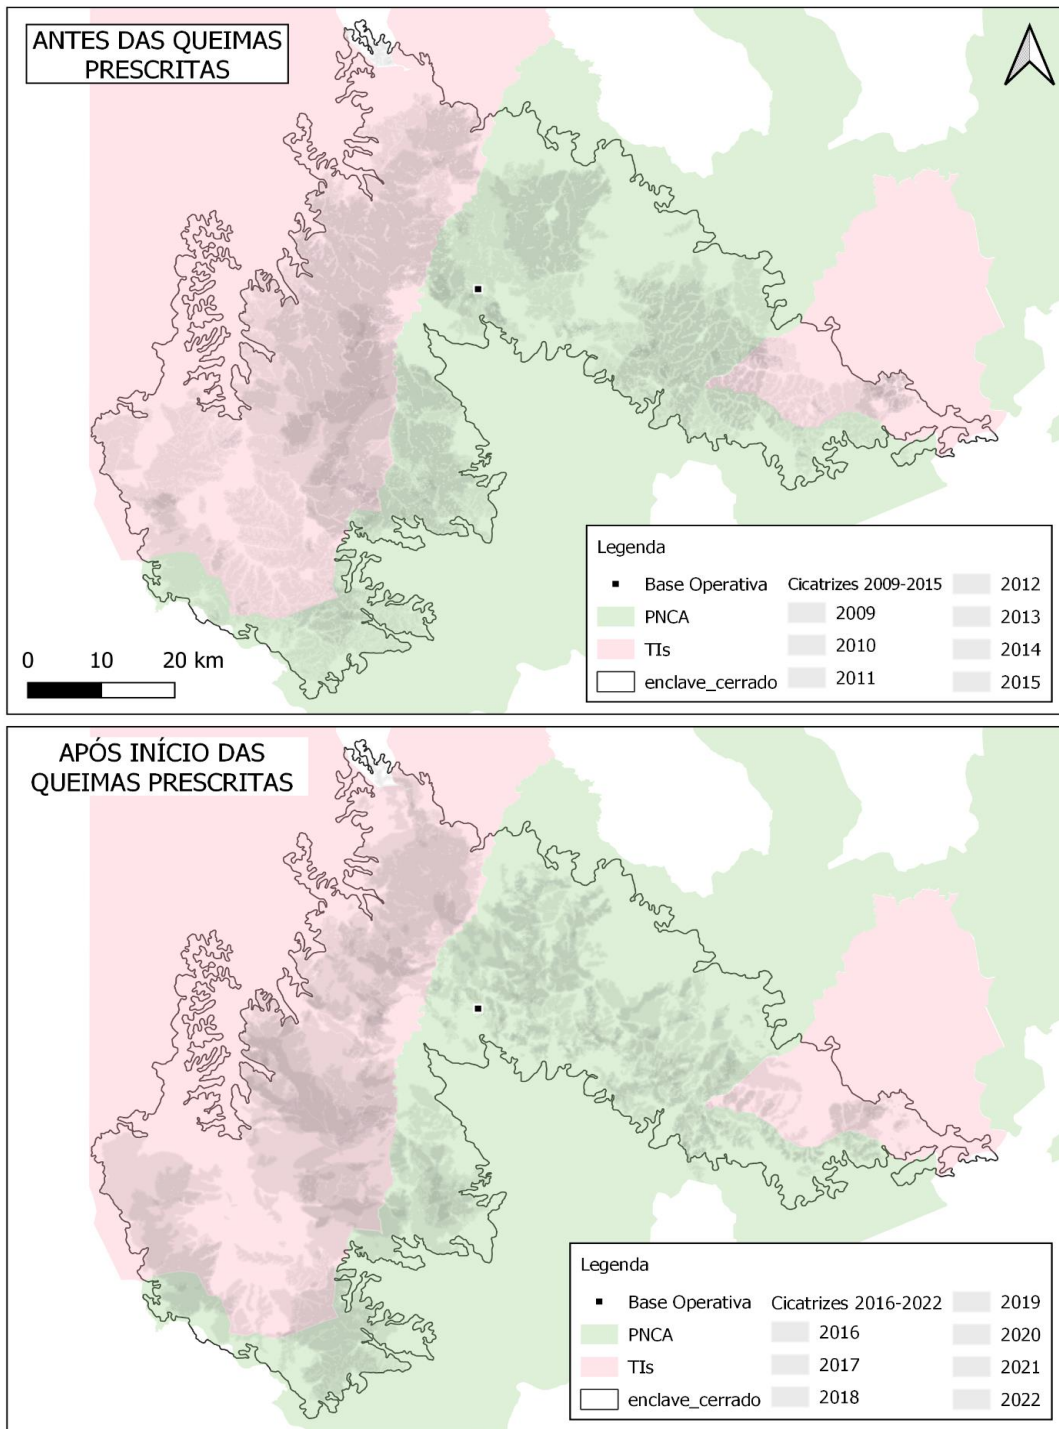 ANTES DAS QUEIMAS
PRESCRITAS
Legenda
Base Operativa
PNCA
TIs
enclave_cerrado
Cicatrizes 2009-2015
2009
2010
2011
2012
2013
2014
2015
0 10 20 km
APÓS INÍCIO DAS
QUEIMAS PRESCRITAS
Legenda
Base Operativa
PNCA
TIs
enclave_cerrado
Cicatrizes 2016-2022
2016
2017
2018
2019
2020
2021
2022